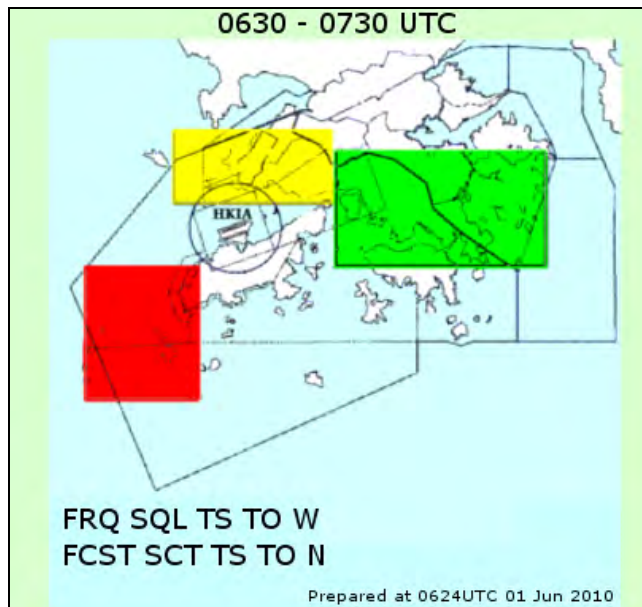 0630 - 0730 UTC
HKIA
FRQ SQL TS TO W
FCST SCT TS TO N
Prepared at 0624UTC 01 Jun 2010